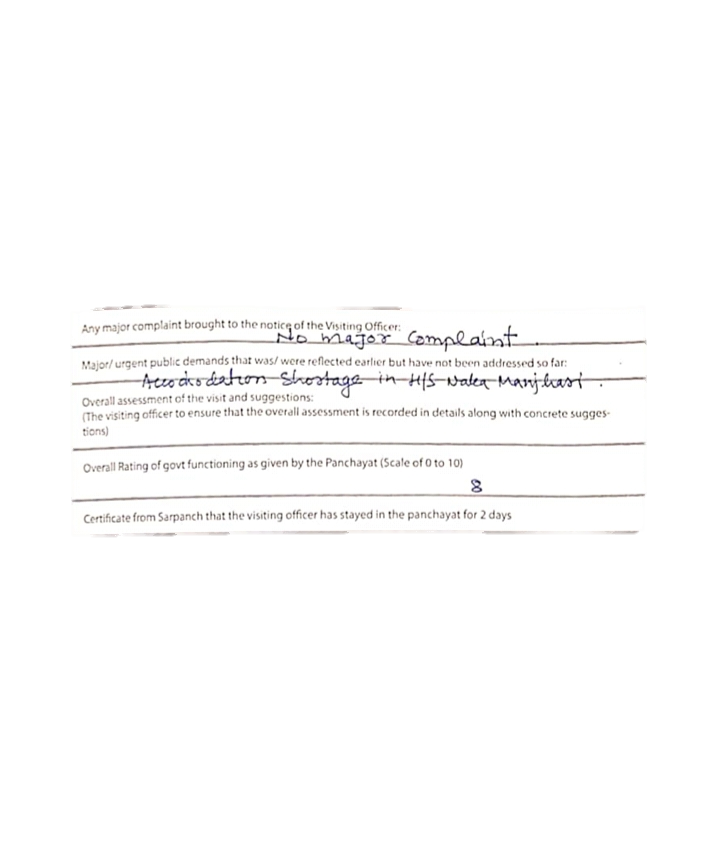 Any major complaint brought to the notice of the Visiting Officer:
No major Complaint .
Major/ urgent public demands that was/ were reflected earlier but have not been addressed so far:
Accochodation Shortage in H/S Naka Manjhari .
Overall assessment of the visit and suggestions:
(The visiting officer to ensure that the overall assessment is recorded in details along with concrete sugges-
tions)
Overall Rating of govt functioning as given by the Panchayat (Scale of 0 to 10)
8
Certificate from Sarpanch that the visiting officer has stayed in the panchayat for 2 days